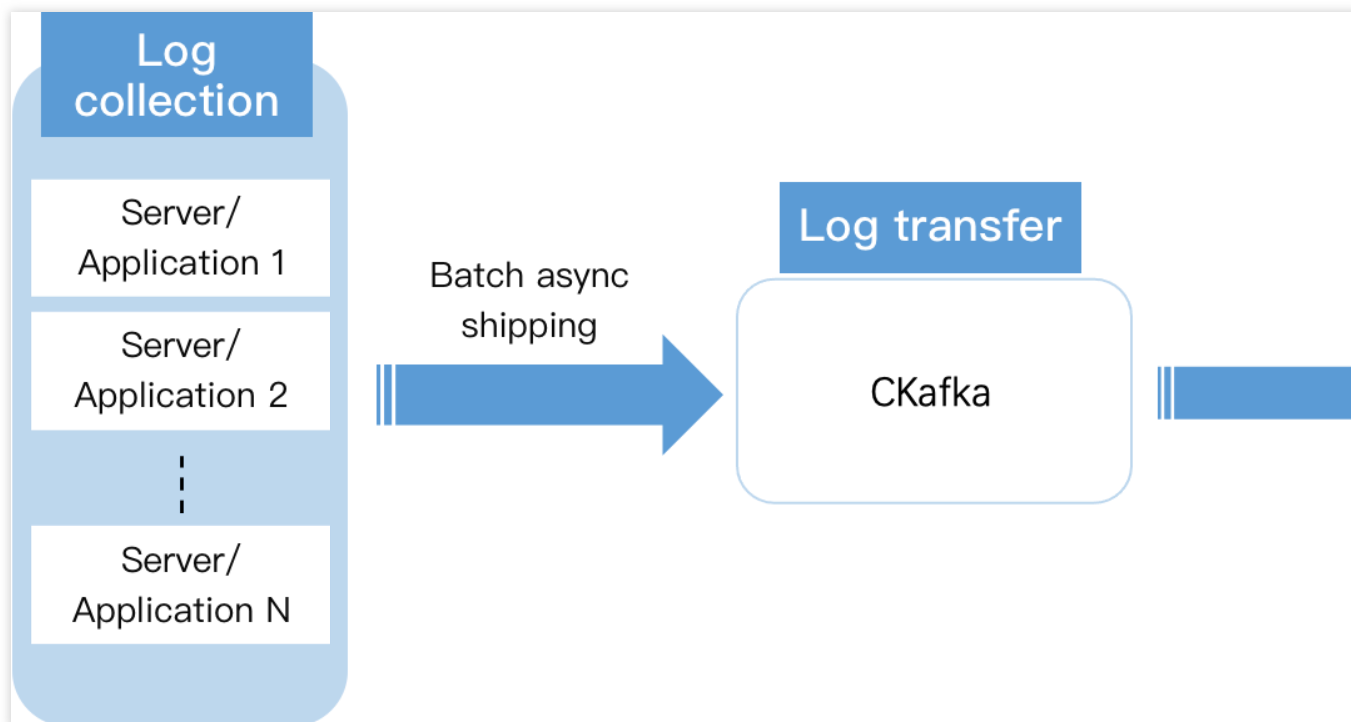 Log
collection
Server/
Application 1
Server/
Application 2
Server/
Application N
Batch async
shipping
Log transfer
CKafka